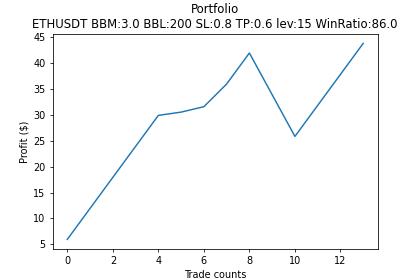 Portfolio
ETHUSDT BBM:3.0 BBL:200 SL:0.8 TP:0.6 lev:15 WinRatio:86.0
45
40
35
30
25
20
15
10
5
Profit ($)
0 2 4 6 8 10 12
Trade counts